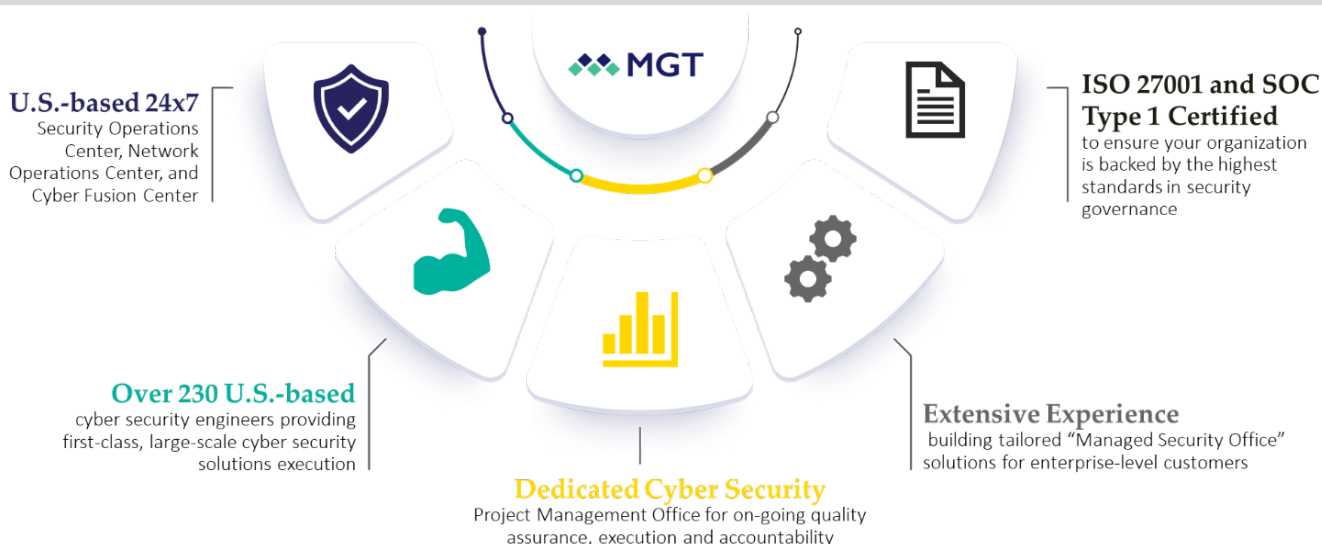 MGT
U.S.-based 24x7
Security Operations
Center, Network
Operations Center, and
Cyber Fusion Center
Over 230 U.S.-based
cyber security engineers providing
first-class, large-scale cyber security
solutions execution
Dedicated Cyber Security
Project Management Office for on-going quality
assurance, execution and accountability
Extensive Experience
building tailored “Managed Security Office”
solutions for enterprise-level customers
ISO 27001 and SOC
Type 1 Certified
to ensure your organization
is backed by the highest
standards in security
governance